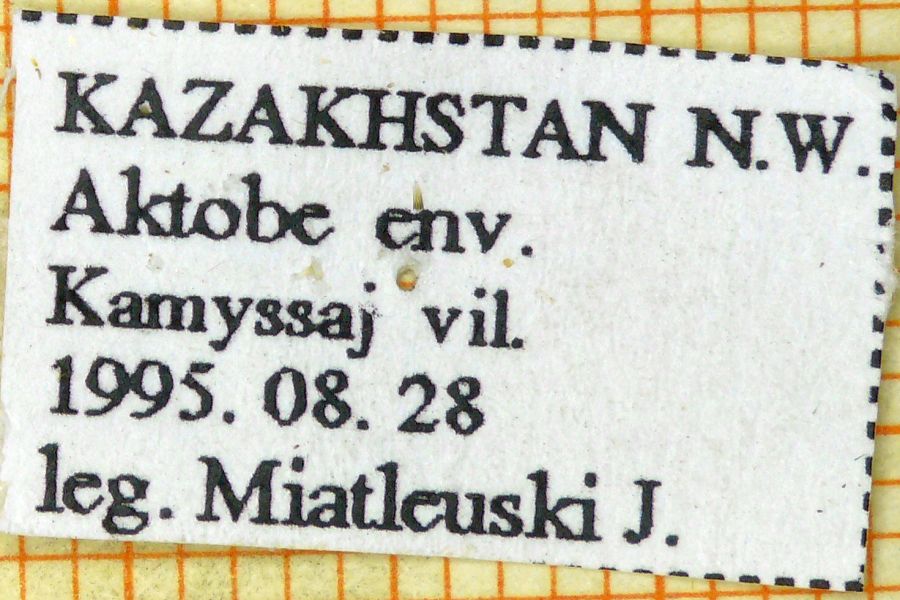 KAZAKHSTAN N.W.
Aktobe env.
Kamyssaj vil.
1995. 08. 28
leg. Miatleuski J.